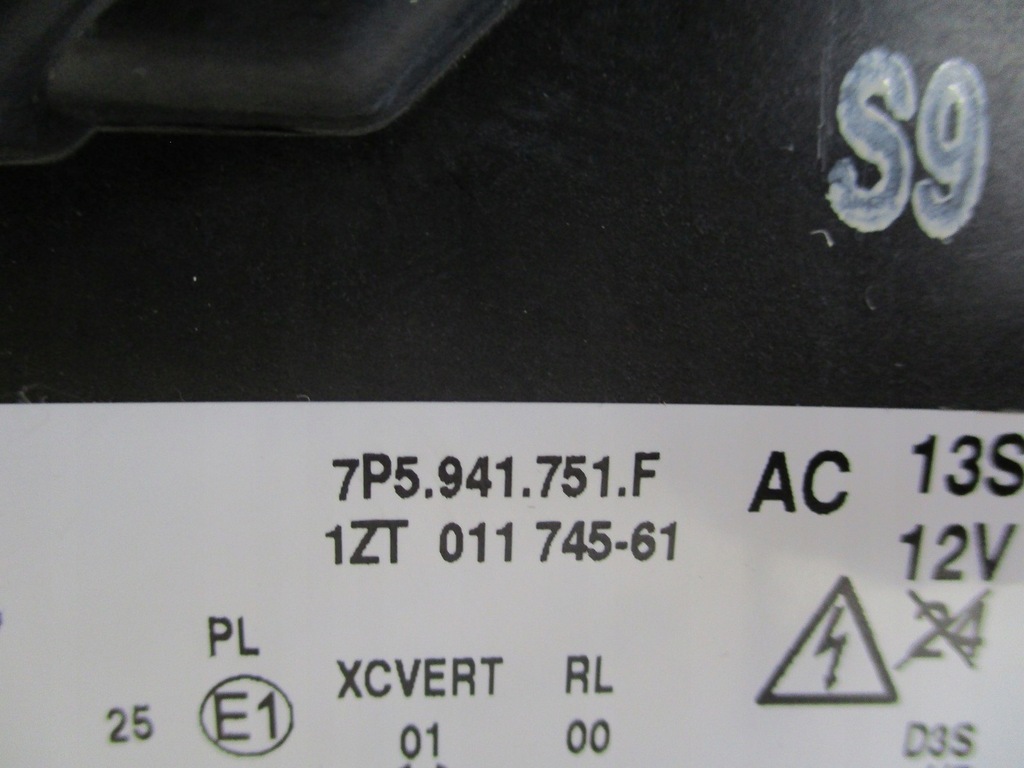 S9
7P5.941.751.F
1ZT 011 745-61
AC
13S
12V
24
PL
XCVERT
RL
25
E1
01
00
D3S